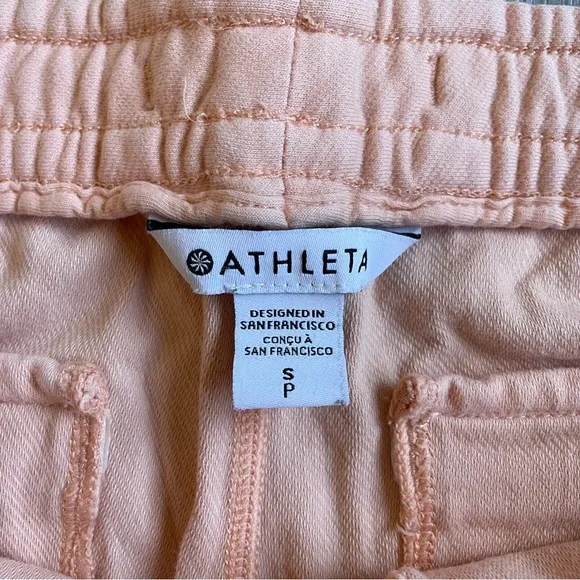 ATHLETA
DESIGNED IN
SAN FRANCISCO
CONÇU À
SAN FRANCISCO
S
P